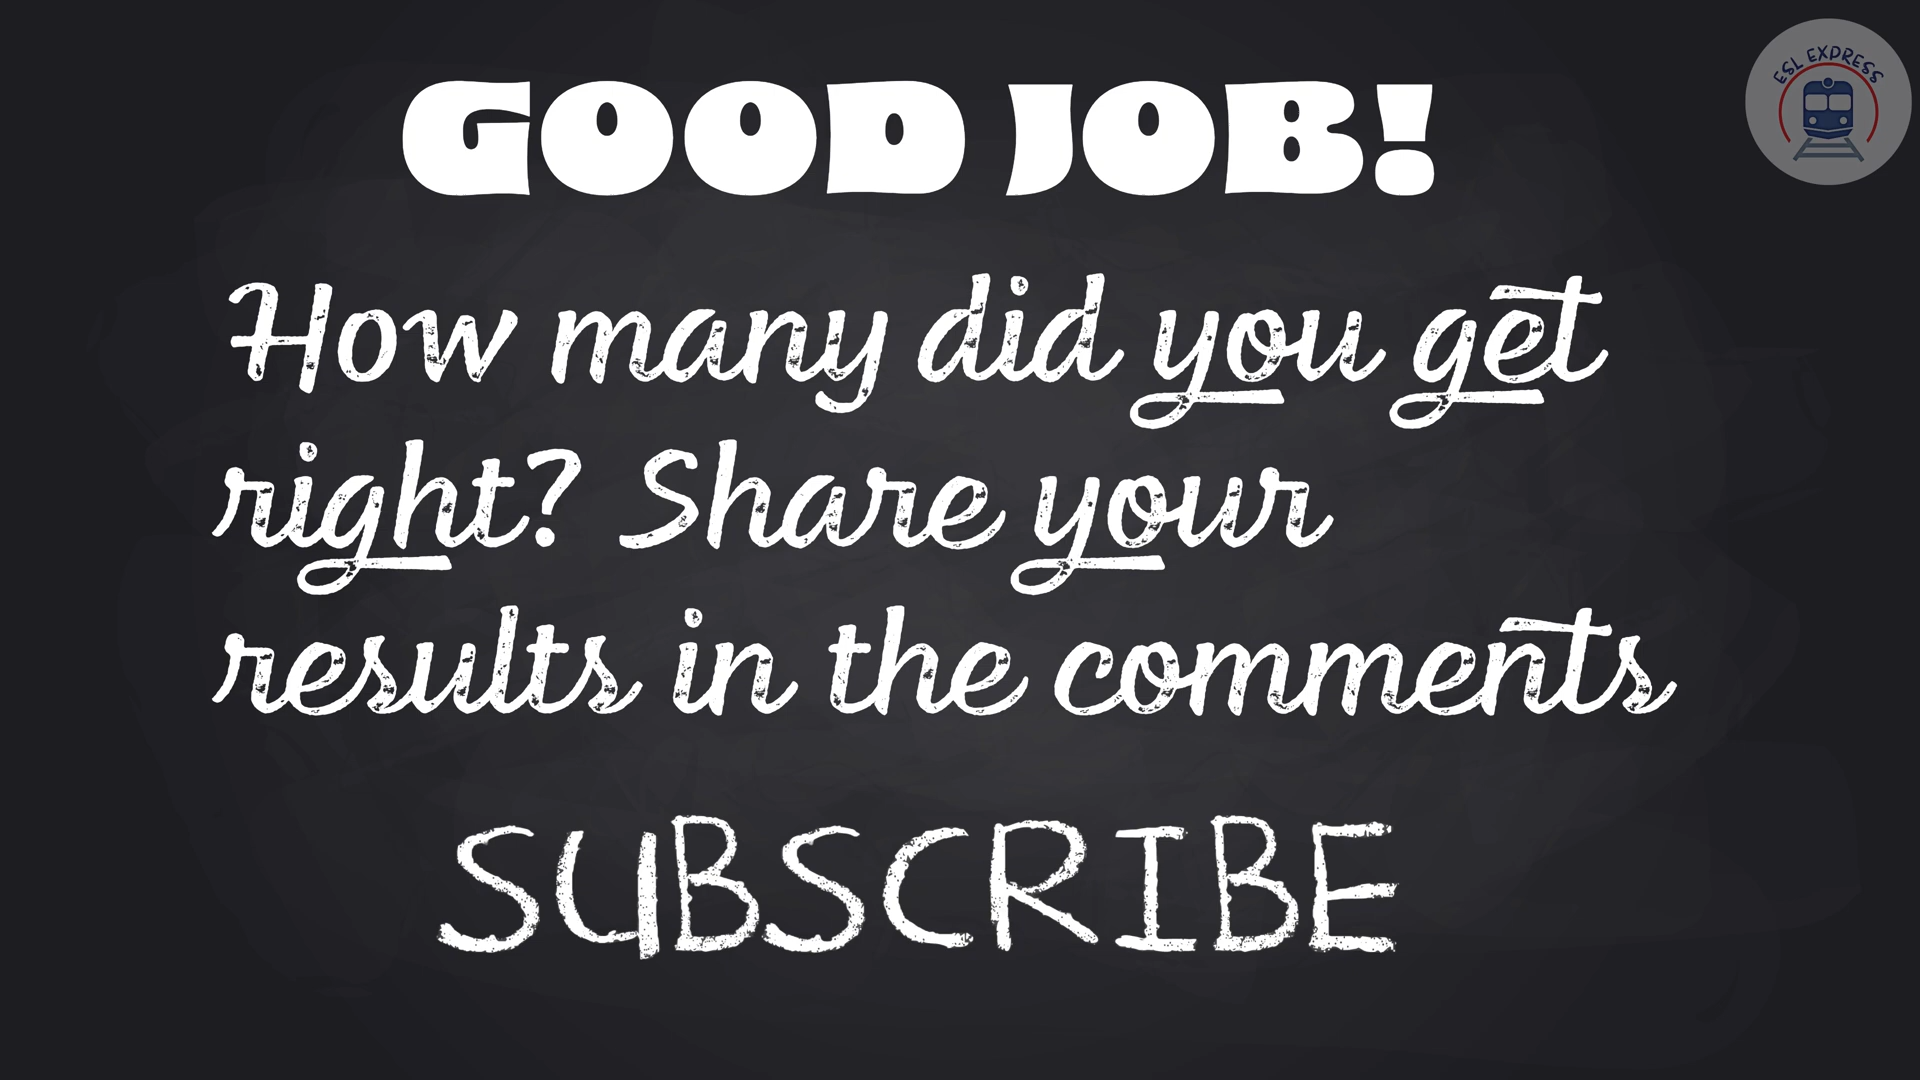 ESL EXPRESS
GOOD JOB!
How many did you get
right? Share your
results in the comments
SUBSCRIBE